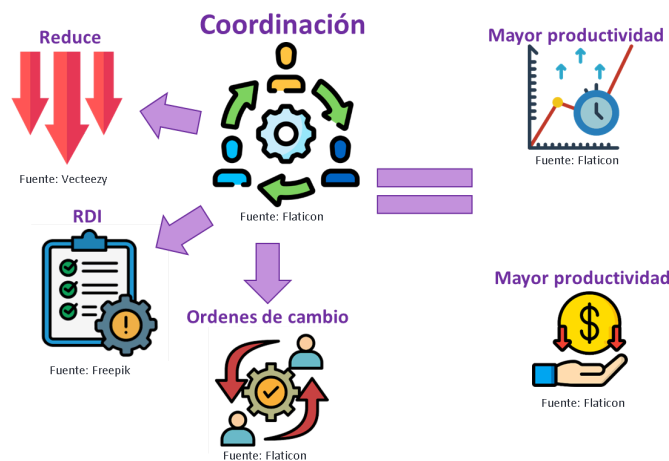 Coordinación
Reduce
Fuente: Vecteezy
Fuente: Flaticon
Mayor productividad
Fuente: Flaticon
RDI
Fuente: Freepik
Ordenes de cambio
Fuente: Flaticon
Mayor productividad
$
Fuente: Flaticon